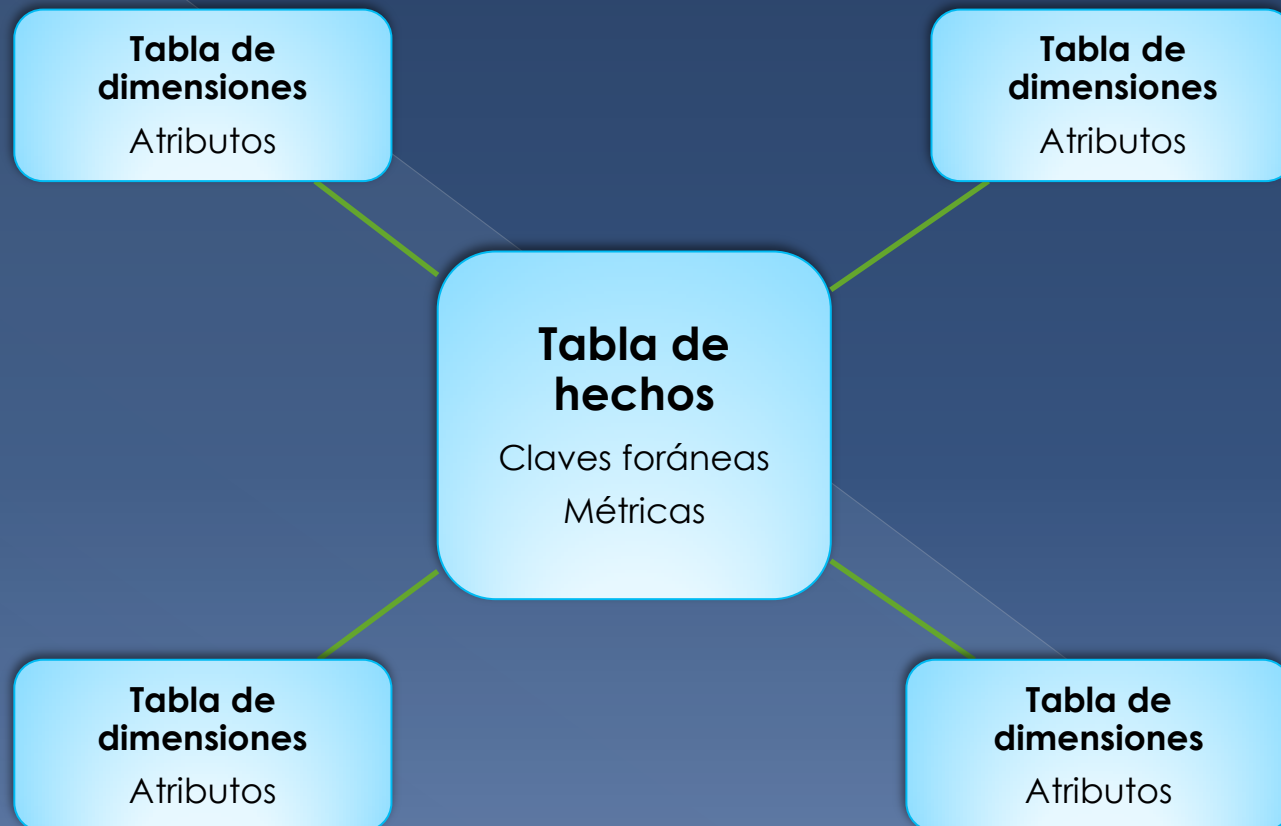 Tabla de
dimensiones
Atributos
Tabla de
dimensiones
Atributos
Tabla de
hechos
Claves foráneas
Métricas
Tabla de
dimensiones
Atributos
Tabla de
dimensiones
Atributos